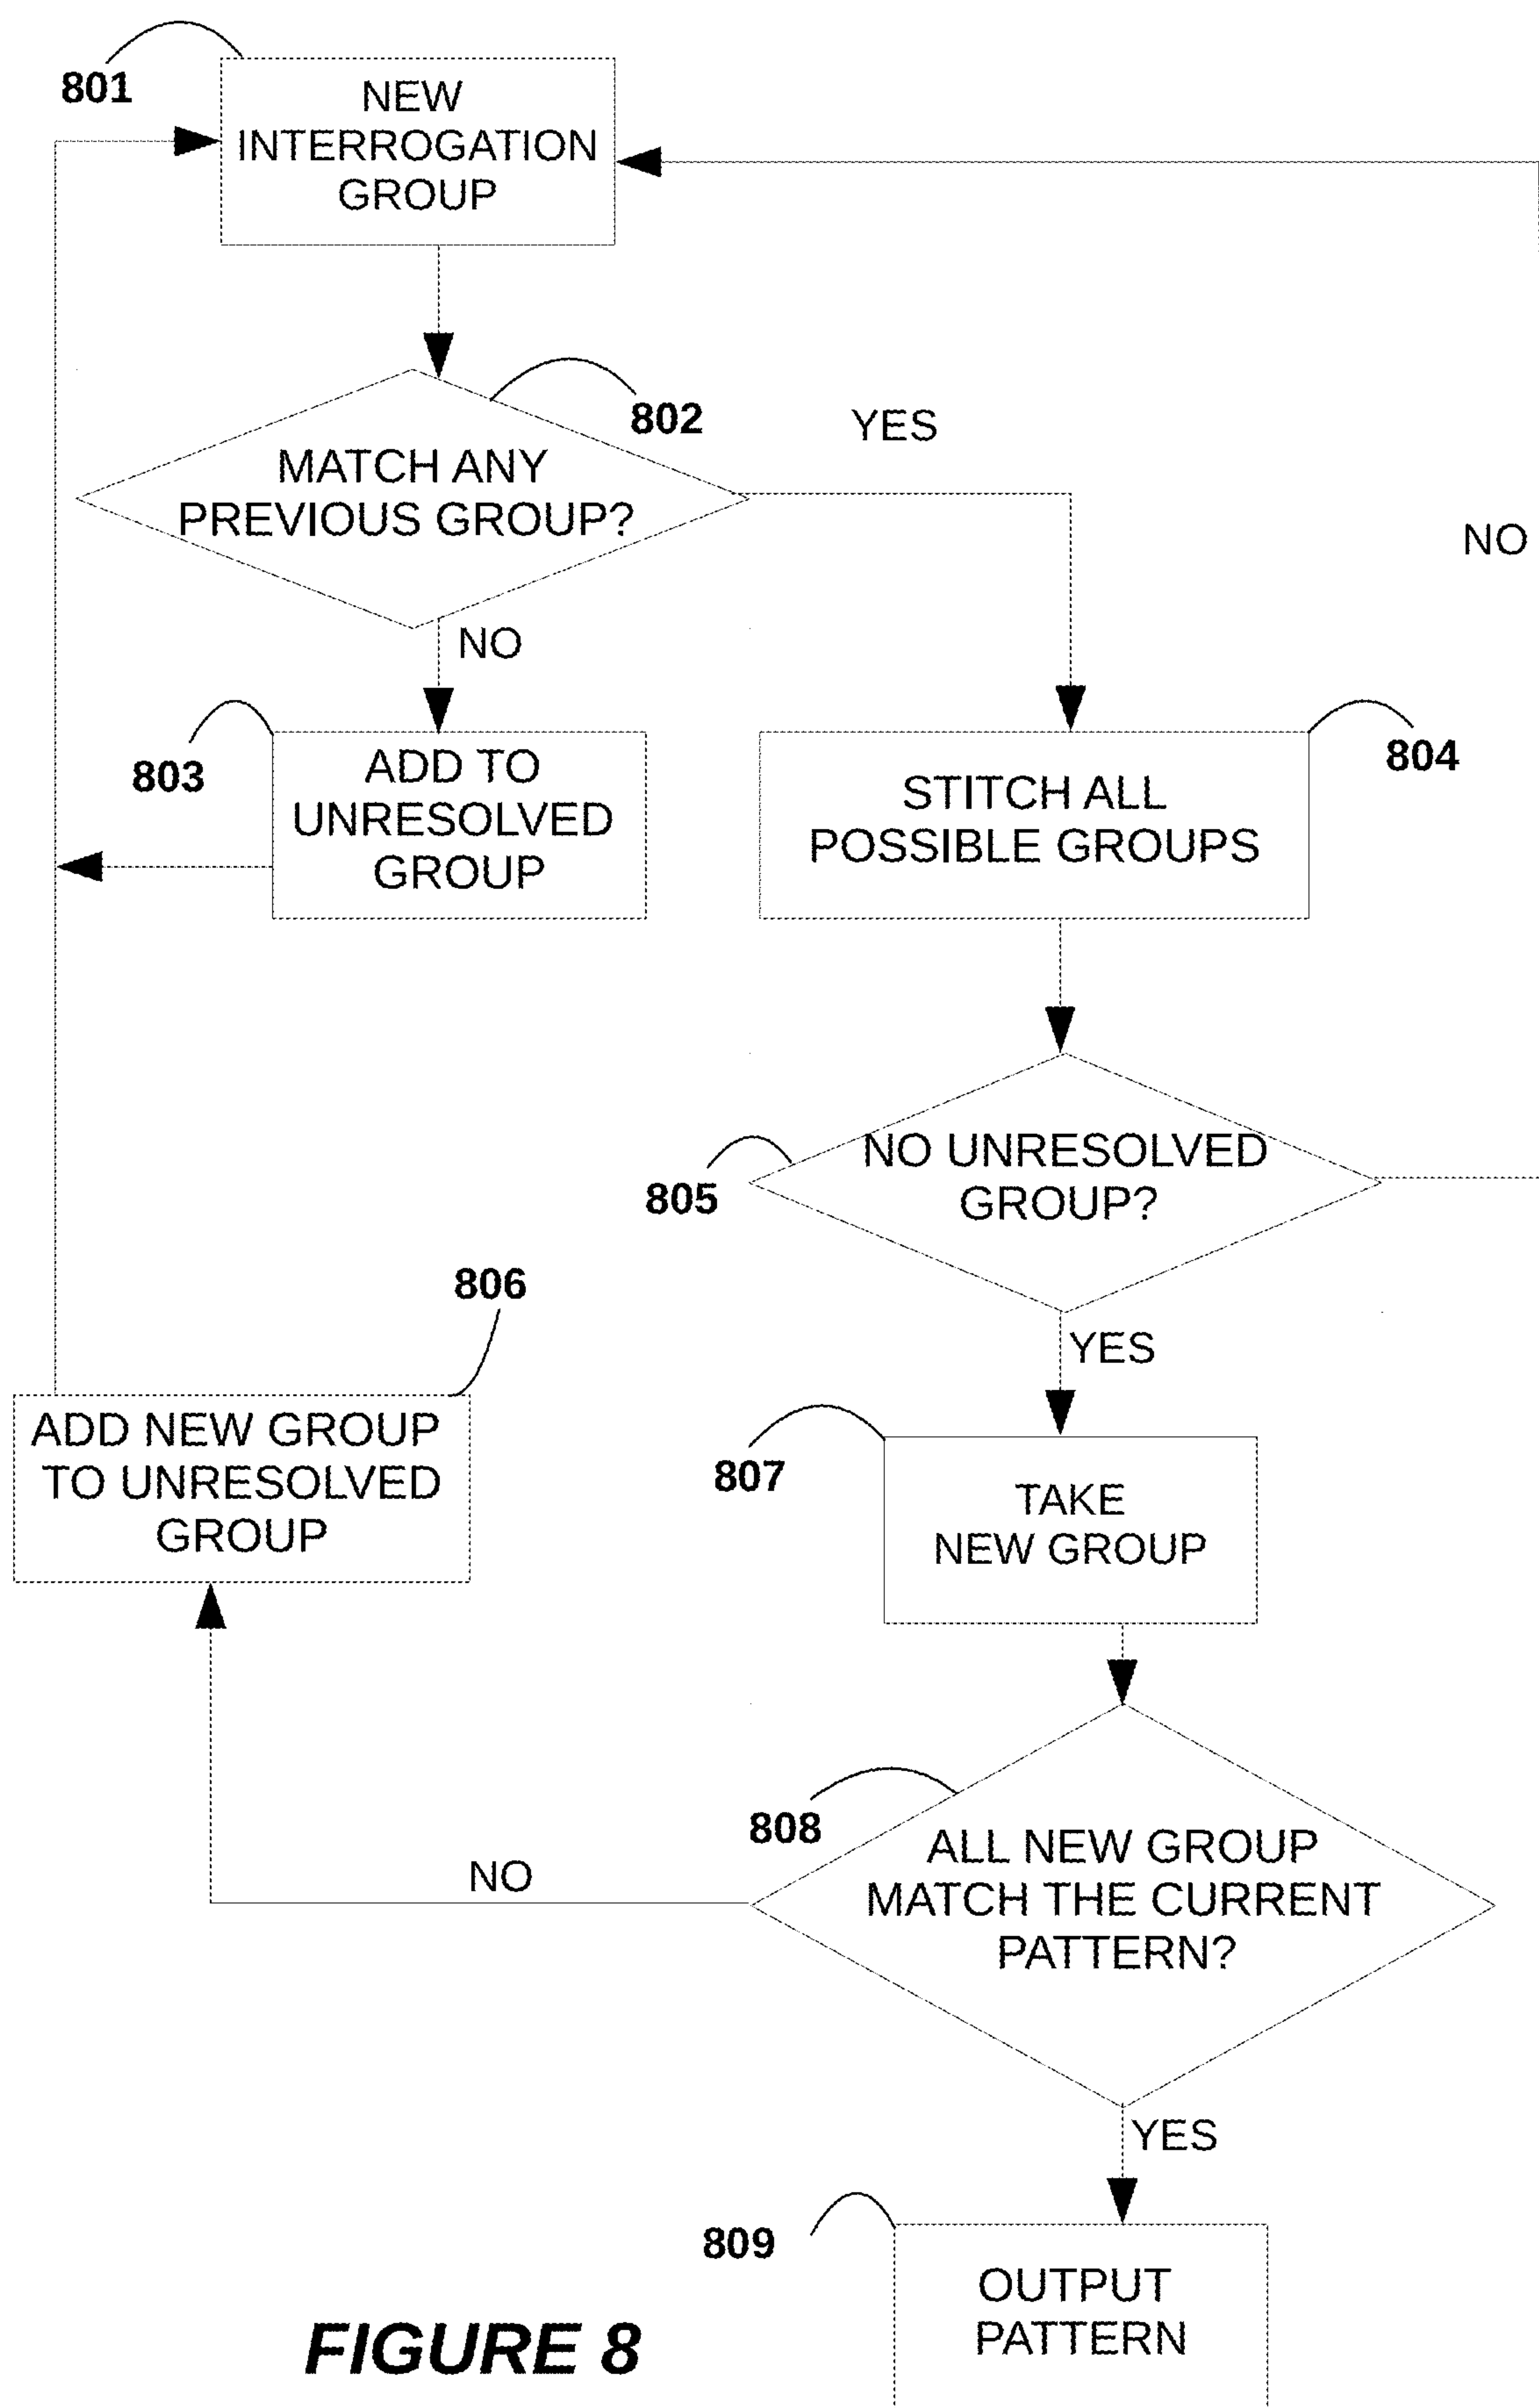 801
NEW
INTERROGATION
GROUP
802
MATCH ANY
PREVIOUS GROUP?
YES
NO
NO
803
ADD TO
UNRESOLVED
GROUP
STITCH ALL
POSSIBLE GROUPS
804
805
NO UNRESOLVED
GROUP?
YES
806
ADD NEW GROUP
TO UNRESOLVED
GROUP
807
TAKE
NEW GROUP
808
ALL NEW GROUP
MATCH THE CURRENT
PATTERN?
NO
YES
809
OUTPUT
PATTERN
FIGURE 8